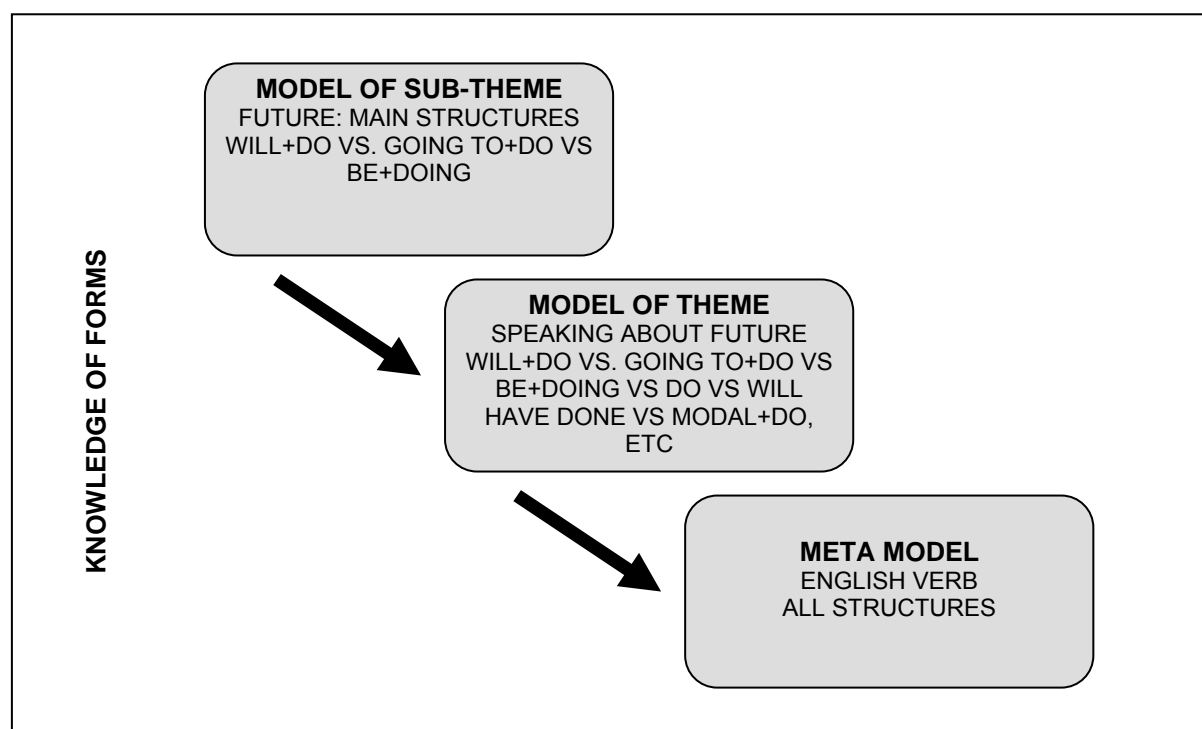 MODEL OF SUB-THEME
FUTURE: MAIN STRUCTURES
WILL+DO VS. GOING TO+DO VS
BE+DOING
KNOWLEDGE OF FORMS
MODEL OF THEME
SPEAKING ABOUT FUTURE
WILL+DO VS. GOING TO+DO VS
BE+DOING VS DO VS WILL
HAVE DONE VS MODAL+DO,
ETC
META MODEL
ENGLISH VERB
ALL STRUCTURES